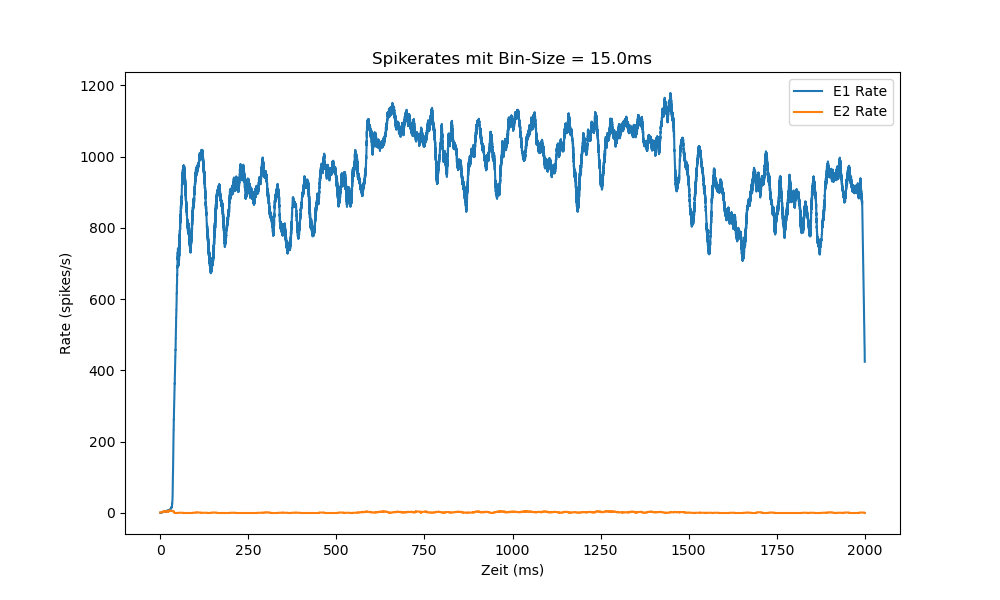 Spikerates mit Bin-Size = 15.0ms
1200
1000
800
600
400
200
0
Rate (spikes/s)
E1 Rate
E2 Rate
0 250 500 750 1000 1250 1500 1750 2000
Zeit (ms)